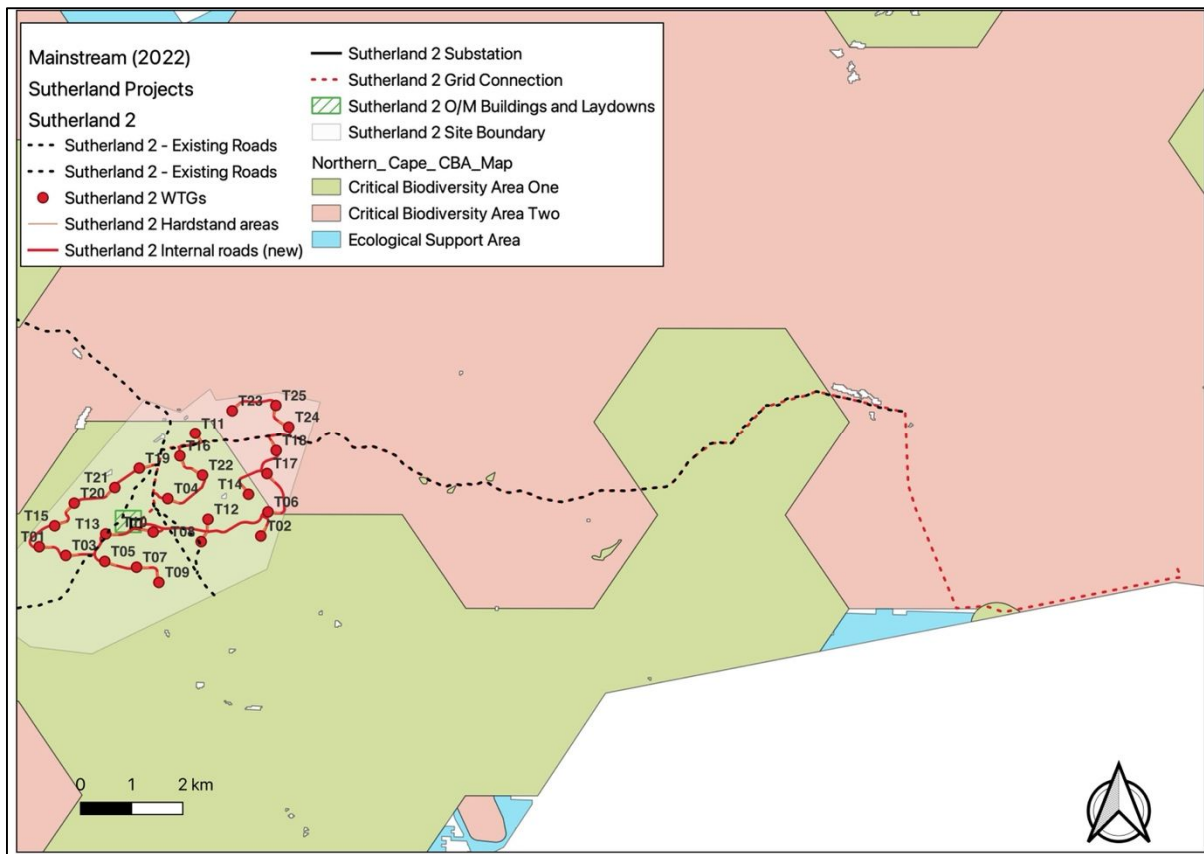 Mainstream (2022)
Sutherland Projects
Sutherland 2
Sutherland 2 - Existing Roads
Sutherland 2 - Existing Roads
Sutherland 2 WTGs
Sutherland 2 Hardstand areas
Sutherland 2 Internal roads (new)
Sutherland 2 Substation
Sutherland 2 Grid Connection
Sutherland 2 O/M Buildings and Laydowns
Sutherland 2 Site Boundary
Northern_Cape_CBA_Map
Critical Biodiversity Area One
Critical Biodiversity Area Two
Ecological Support Area
T23
T25
T24
T11
T18
T16
T19
T22
T17
T21
T20
T04
T14
T06
T15
T13
T12
T08
T02
T01
T03
T05
T07
T09
0 1 2 km